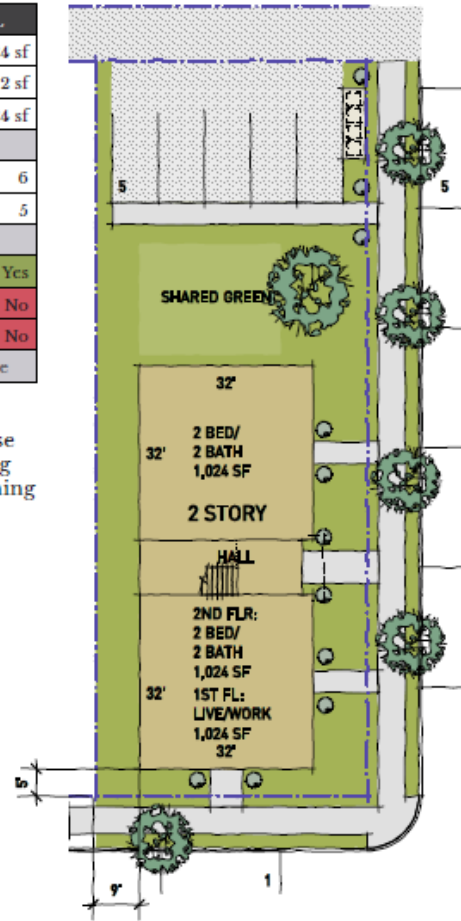 4 sf
2 sf
4 sf
6
5
Yes
No
No
e
se
g
ning
5
5
SHARED GREEN
32'
32'
2 BED/
2 BATH
1,024 SF
2 STORY
HALL
2ND FLR:
2 BED/
2 BATH
1,024 SF
32'
1ST FL:
LIVE/WORK
1,024 SF
32'
5'
9'
1